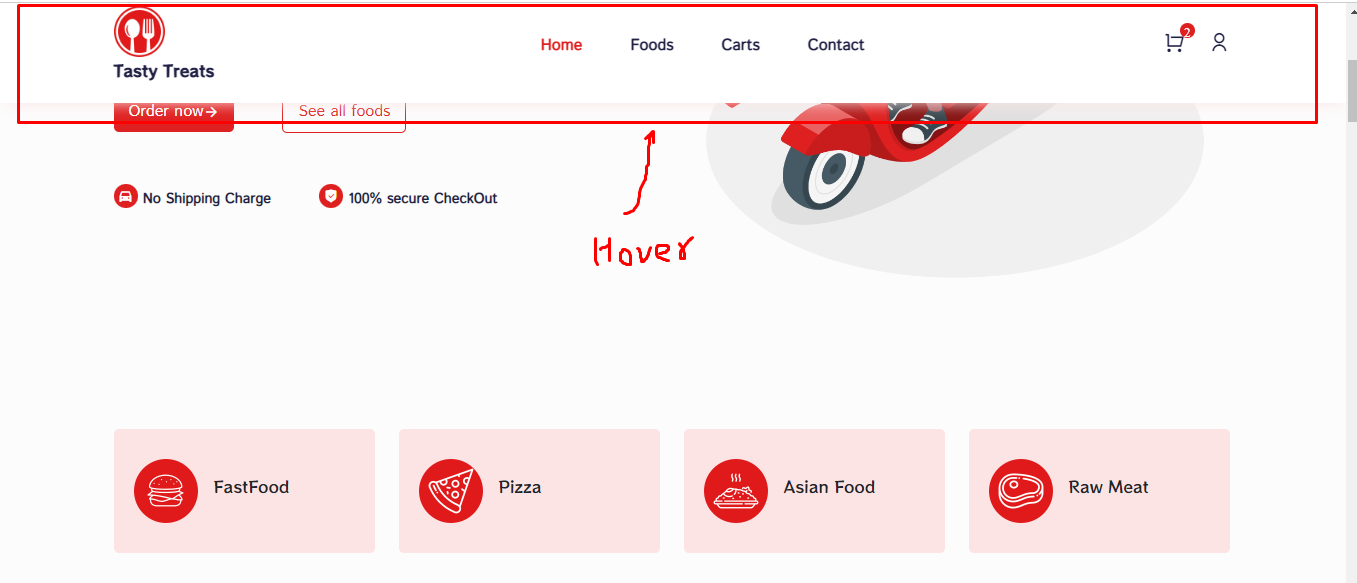 Home Foods Carts Contact 2
Tasty Treats
Order now→ See all foods
No Shipping Charge 100% secure CheckOut
Hover
FastFood Pizza Asian Food Raw Meat